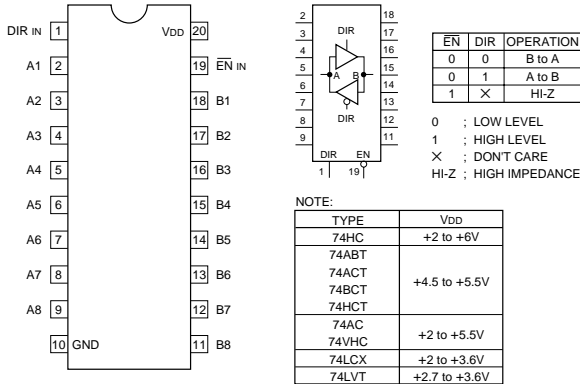 DIR IN 1
A1 2
A2 3
A3 4
A4 5
A5 6
A6 7
A7 8
A8 9
10 GND
VDD 20
19 EN IN
18 B1
17 B2
16 B3
15 B4
14 B5
13 B6
12 B7
11 B8
2 18
3 17
4 16
5 15
6 14
7 13
8 12
9 11
DIR
A B
DIR
DIR EN
1 19
EN DIR OPERATION
0 0 B to A
0 1 A to B
1 × HI-Z
0 ; LOW LEVEL
1 ; HIGH LEVEL
× ; DON'T CARE
HI-Z ; HIGH IMPEDANCE
NOTE:
TYPE VDD
74HC +2 to +6V
74ABT
74ACT
74BCT
74HCT
+4.5 to +5.5V
74AC
74VHC
+2 to +5.5V
74LCX +2 to +3.6V
74LVT +2.7 to +3.6V